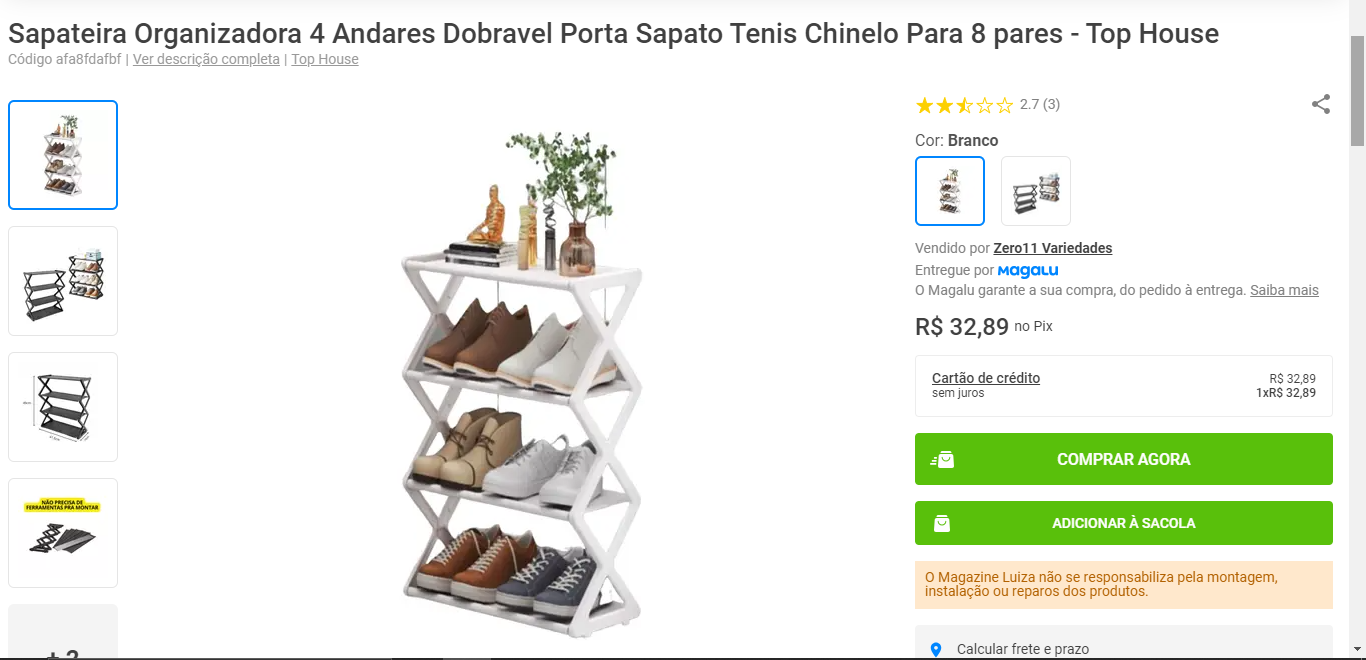 Sapateira Organizadora 4 Andares Dobravel Porta Sapato Tenis Chinelo Para 8 pares - Top House
Código afa8fdafbf | Ver descrição completa | Top House
2.7 (3)
Cor: Branco
Vendido por Zero11 Variedades
Entregue por Magalu
O Magalu garante a sua compra, do pedido à entrega. Saiba mais
R$ 32,89 no Pix
Cartão de crédito R$ 32,89
sem juros 1xR$ 32,89
NÃO PRECISA DE
FERRAMENTAS PRA MONTAR
COMPRAR AGORA
ADICIONAR À SACOLA
O Magazine Luiza não se responsabiliza pela montagem,
instalação ou reparos dos produtos.
Calcular frete e prazo